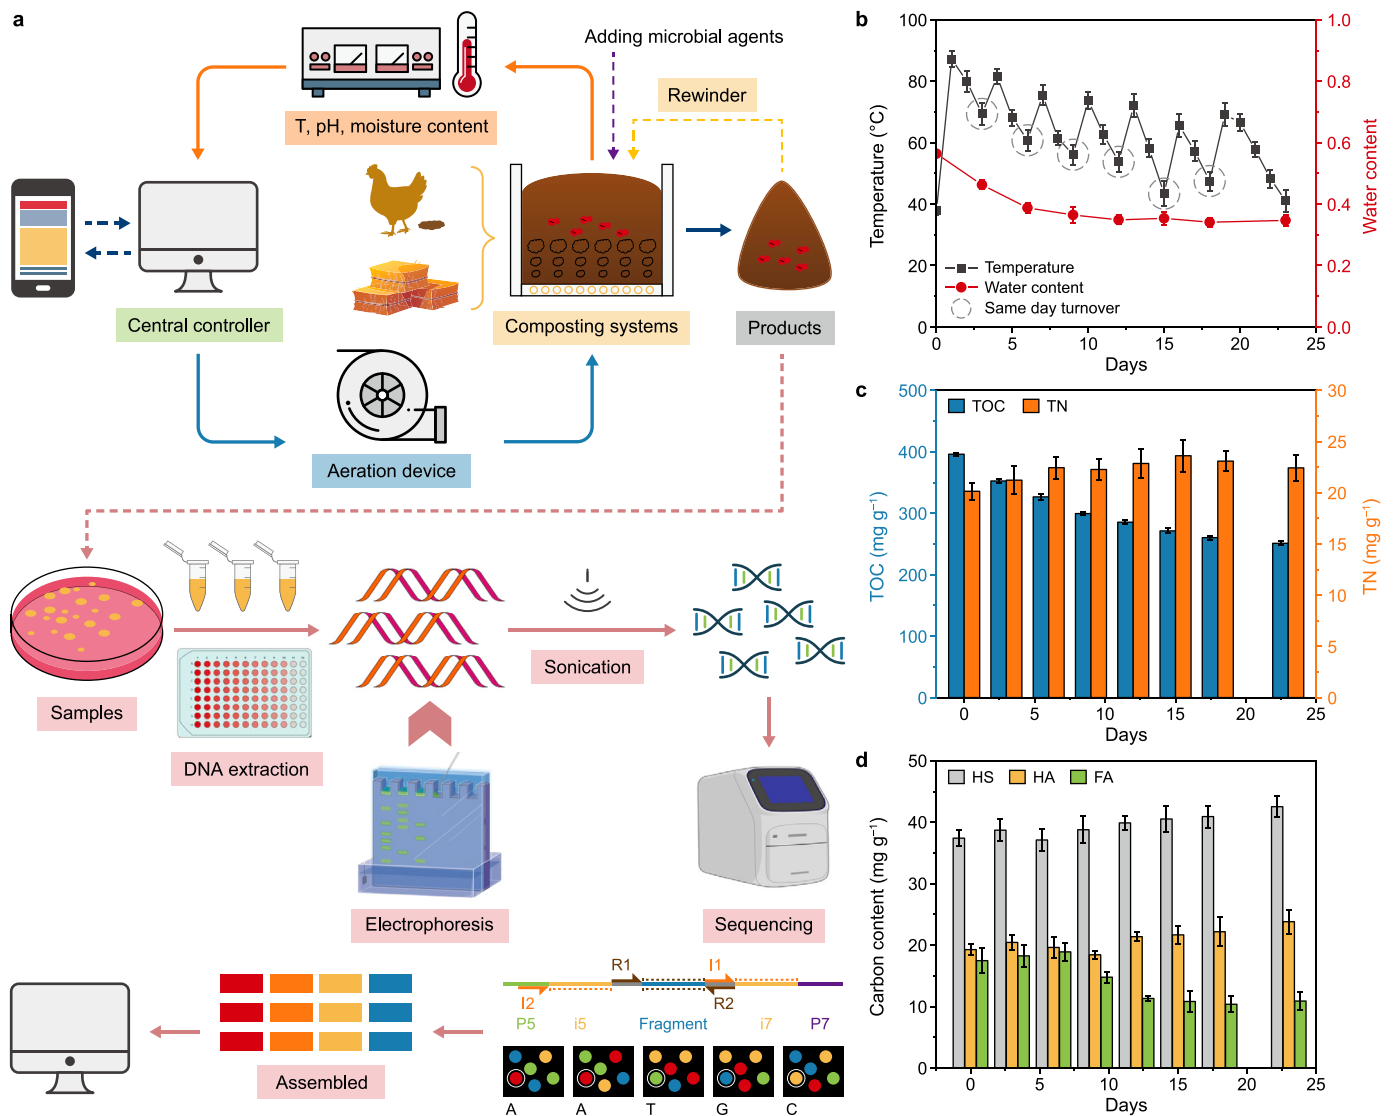 a
Adding microbial agents
Rewinder
T, pH, moisture content
Central controller
Composting systems
Products
Aeration device
Samples
DNA extraction
Sonication
Electrophoresis
Sequencing
R1
I1
I2
R2
P5
i5
Fragment
i7
P7
Assembled
A
A
T
G
C
b
100
80
60
40
20
0
Temperature (°C)
1.0
0.8
0.6
0.4
0.2
0.0
Water content
Temperature
Water content
Same day turnover
0
5
10
15
20
25
Days
c
500
400
300
200
100
0
TOC (mg g⁻¹)
TOC
TN
30
25
20
15
10
5
0
TN (mg g⁻¹)
0
5
10
15
20
25
Days
d
50
40
30
20
10
0
Carbon content (mg g⁻¹)
HS
HA
FA
0
5
10
15
20
25
Days